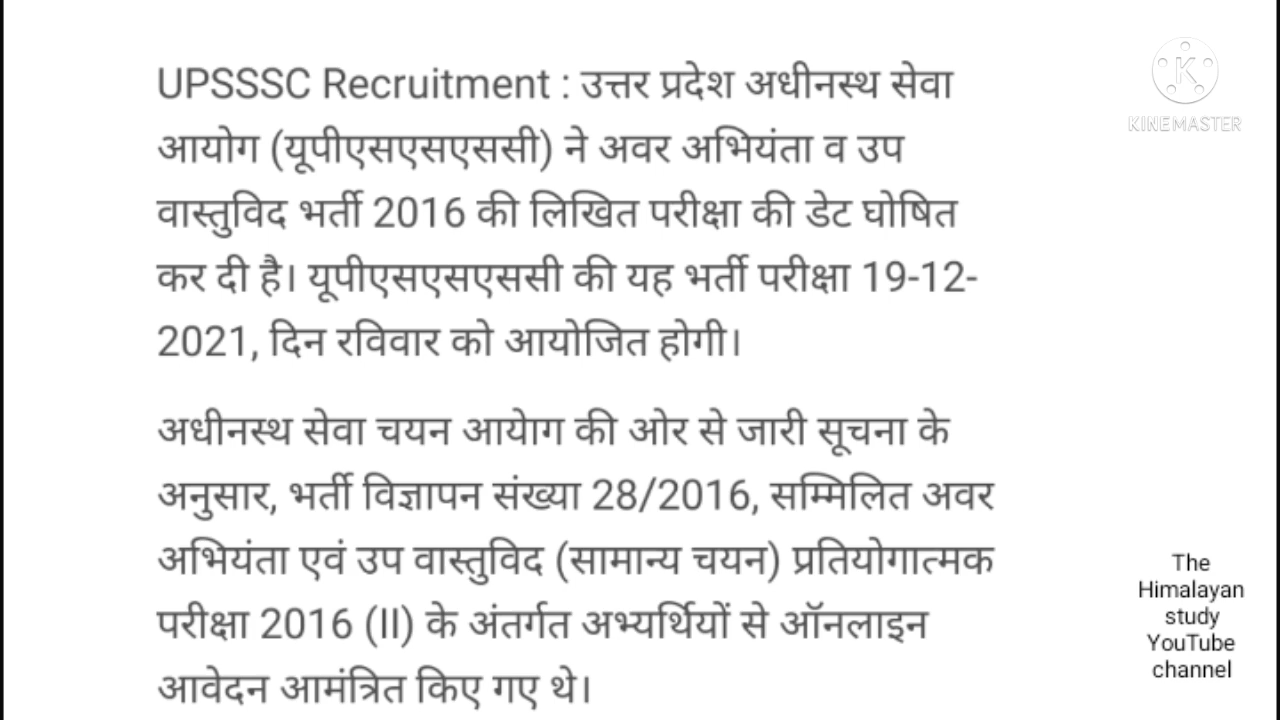 UPSSSC Recruitment : उत्तर प्रदेश अधीनस्थ सेवा
आयोग (यूपीएसएसएससी) ने अवर अभियंता व उप
वास्तुविद भर्ती 2016 की लिखित परीक्षा की डेट घोषित
कर दी है। यूपीएसएसएससी की यह भर्ती परीक्षा 19-12-
2021, दिन रविवार को आयोजित होगी।
अधीनस्थ सेवा चयन आयेाग की ओर से जारी सूचना के
अनुसार, भर्ती विज्ञापन संख्या 28/2016, सम्मिलित अवर
अभियंता एवं उप वास्तुविद (सामान्य चयन) प्रतियोगात्मक
परीक्षा 2016 (II) के अंतर्गत अभ्यर्थियों से ऑनलाइन
आवेदन आमंत्रित किए गए थे।
K
KINEMASTER
The
Himalayan
study
YouTube
channel